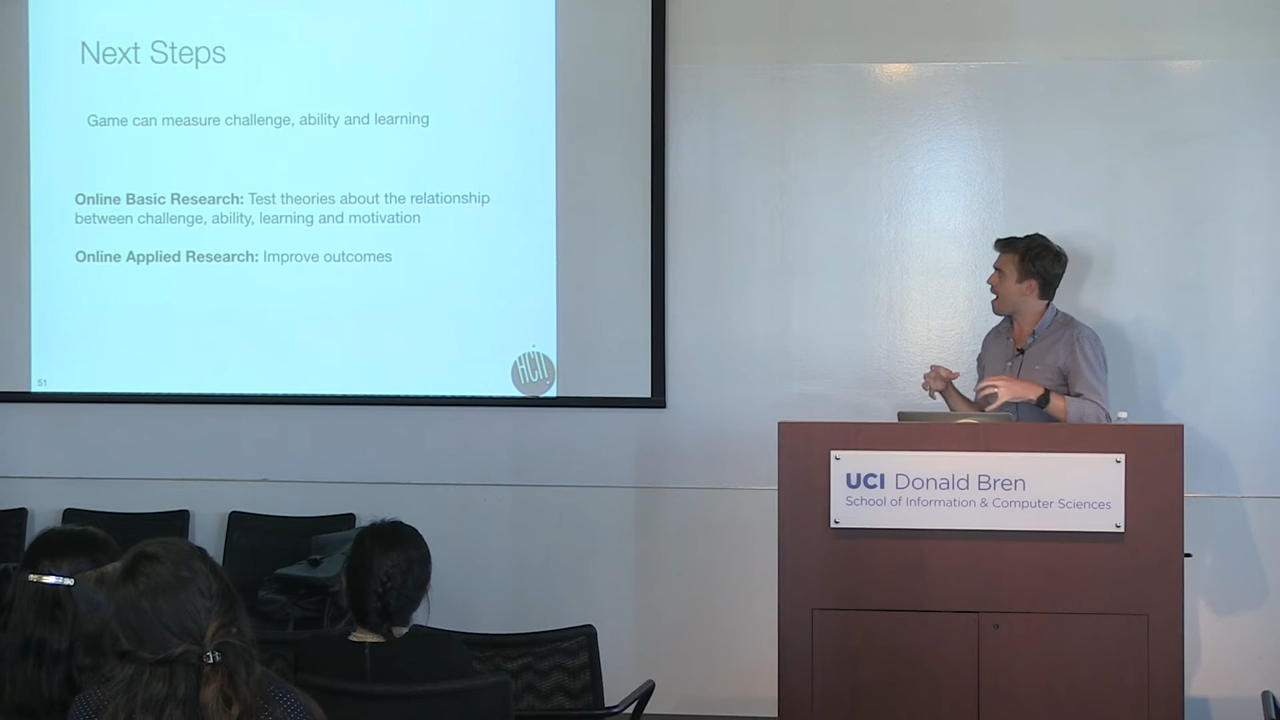 Next Steps
Game can measure challenge, ability and learning
Online Basic Research: Test theories about the relationship
between challenge, ability, learning and motivation
Online Applied Research: Improve outcomes
51
HCII
UCI Donald Bren
School of Information & Computer Sciences